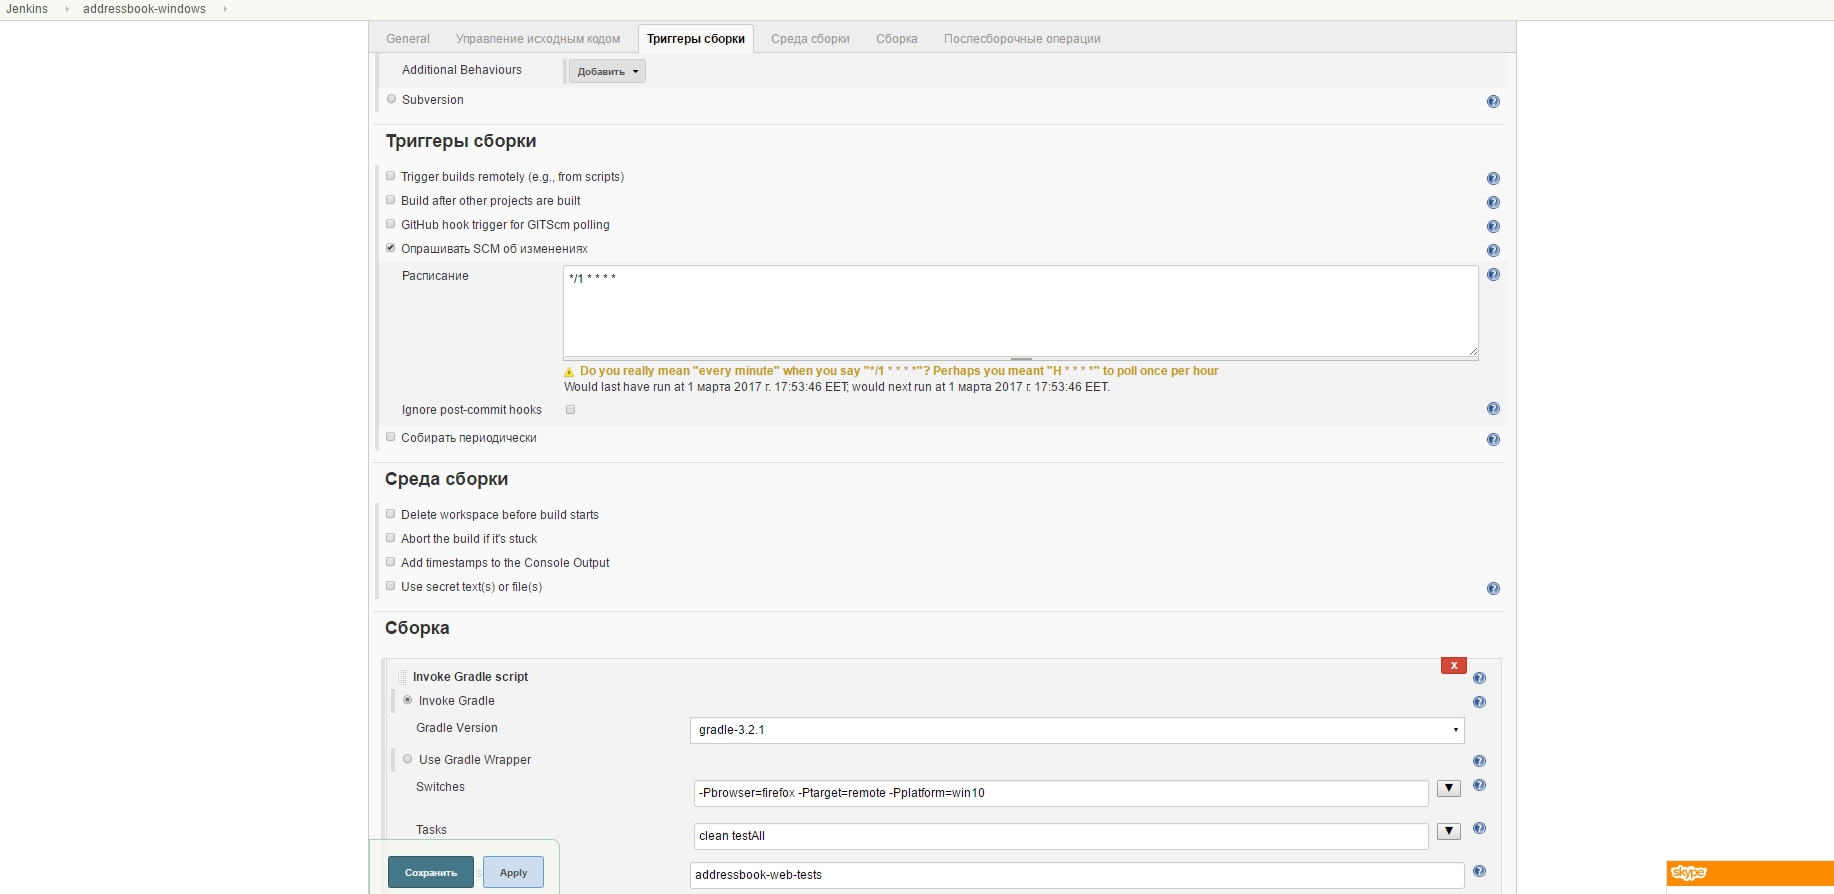 Jenkins addressbook-windows
General Управление исходным кодом Триггеры сборки Среда сборки Сборка Послесборочные операции
Additional Behaviours Добавить
Subversion
Триггеры сборки
Trigger builds remotely (e.g., from scripts)
Build after other projects are built
GitHub hook trigger for GITScm polling
Опрашивать SCM об изменениях
Расписание */1 * * * *
Do you really mean "every minute" when you say "*/1 * * * *"? Perhaps you meant "H * * * *" to poll once per hour
Would last have run at 1 марта 2017 г. 17:53:46 EET; would next run at 1 марта 2017 г. 17:53:46 EET.
Ignore post-commit hooks
Собирать периодически
Среда сборки
Delete workspace before build starts
Abort the build if it's stuck
Add timestamps to the Console Output
Use secret text(s) or file(s)
Сборка
X
Invoke Gradle script
Invoke Gradle
Gradle Version gradle-3.2.1
Use Gradle Wrapper
Switches -Pbrowser=firefox -Ptarget=remote -Pplatform=win10
Tasks clean testAll
addressbook-web-tests
Сохранить Apply
skype